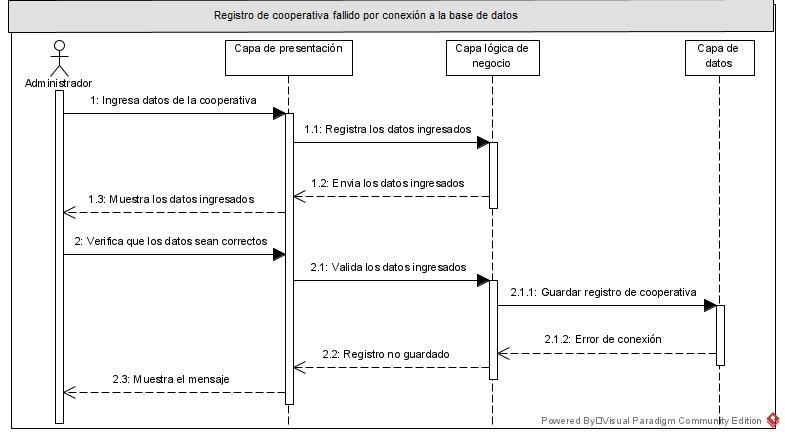 Registro de cooperativa fallido por conexión a la base de datos
Administrador
Capa de presentación
Capa lógica de
negocio
Capa de
datos
1: Ingresa datos de la cooperativa
1.1: Registra los datos ingresados
1.2: Envia los datos ingresados
1.3: Muestra los datos ingresados
2: Verifica que los datos sean correctos
2.1: Valida los datos ingresados
2.1.1: Guardar registro de cooperativa
2.1.2: Error de conexión
2.2: Registro no guardado
2.3: Muestra el mensaje
Powered By Visual Paradigm Community Edition